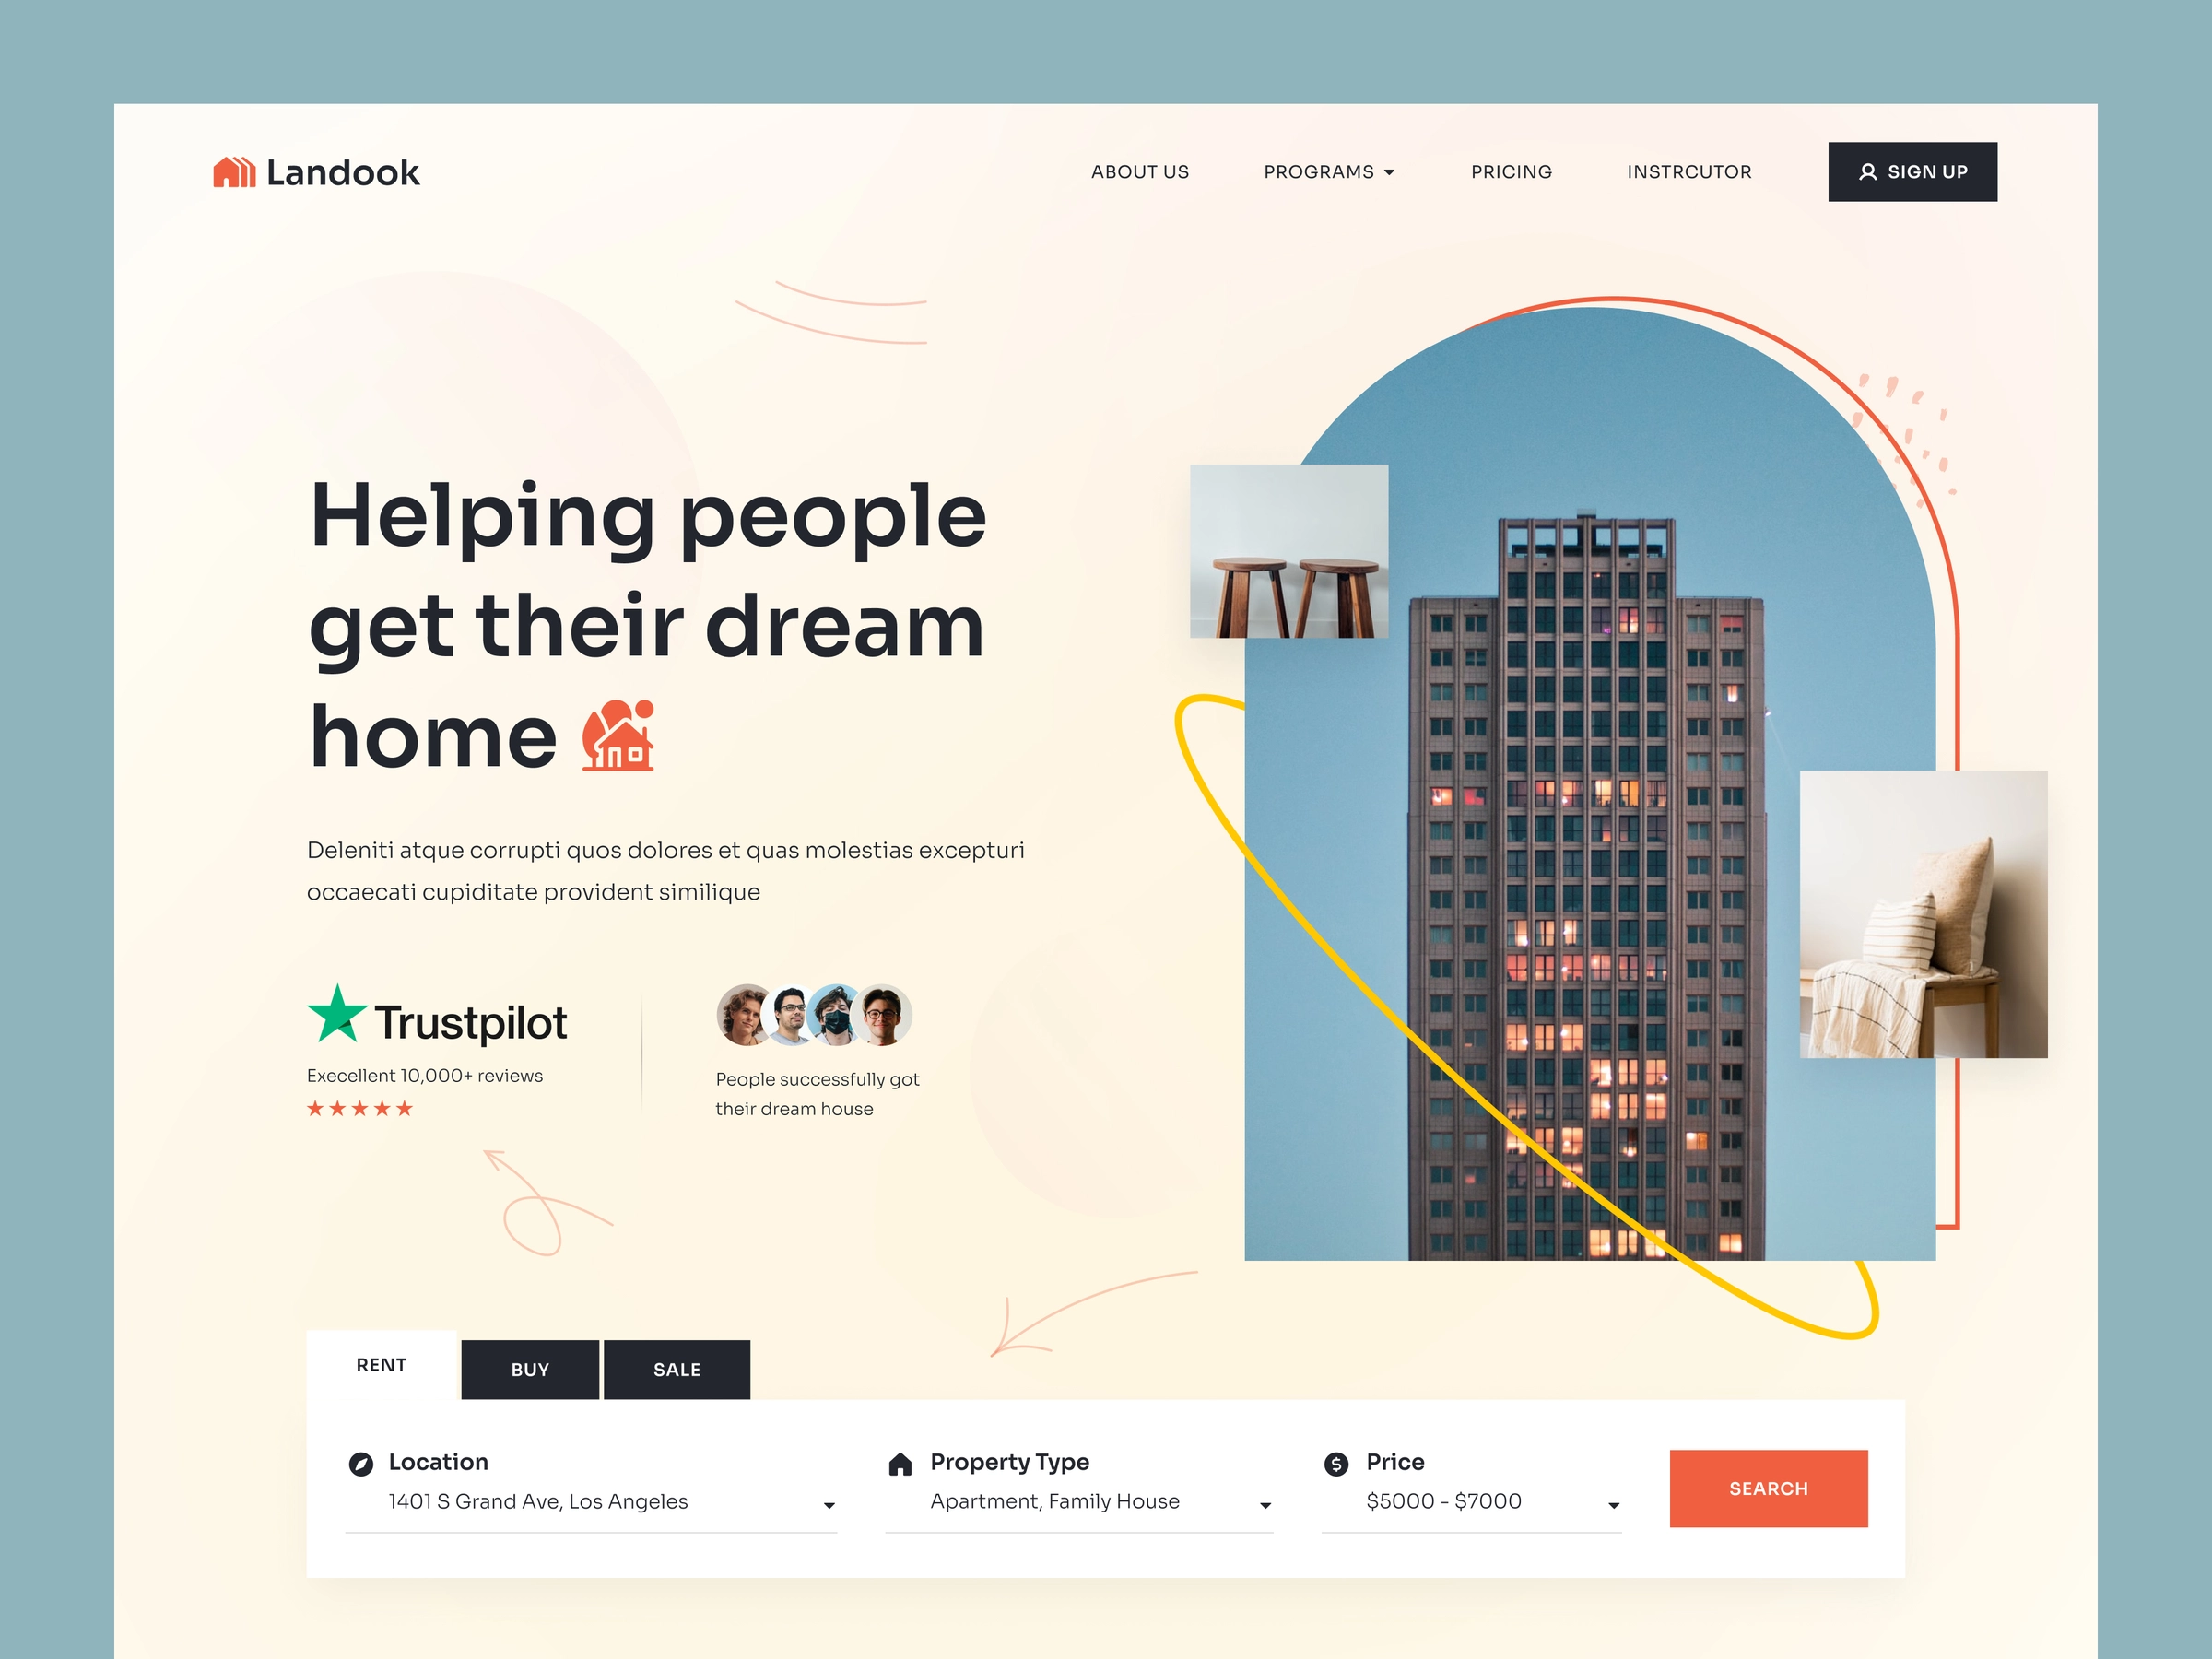 Landook
ABOUT US
PROGRAMS
PRICING
INSTRCUTOR
SIGN UP
Helping people
get their dream
home
Deleniti atque corrupti quos dolores et quas molestias excepturi
occaecati cupiditate provident similique
Trustpilot
Execellent 10,000+ reviews
People successfully got
their dream house
RENT
BUY
SALE
Location
1401 S Grand Ave, Los Angeles
Property Type
Apartment, Family House
Price
$5000 - $7000
SEARCH